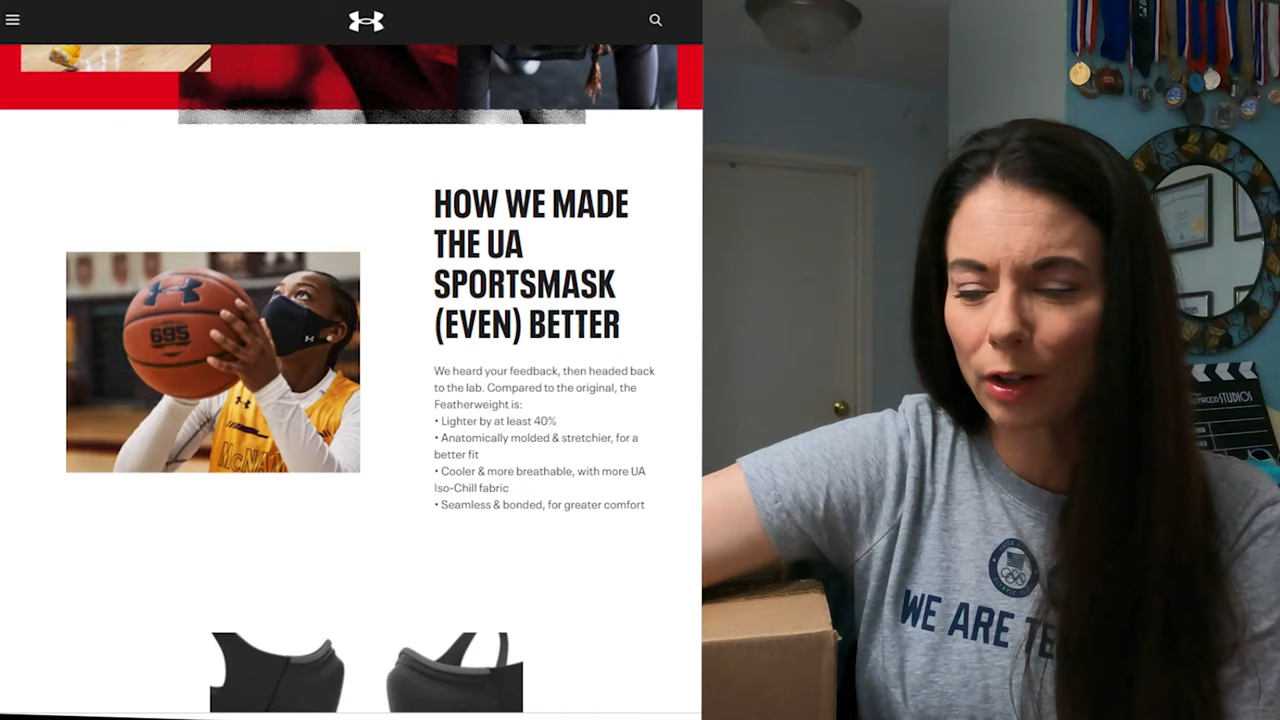 HOW WE MADE
THE UA
SPORTSMASK
(EVEN) BETTER
We heard your feedback, then headed back
to the lab. Compared to the original, the
Featherweight is:
• Lighter by at least 40%
• Anatomically molded & stretchier, for a
better fit
• Cooler & more breathable, with more UA
Iso-Chill fabric
• Seamless & bonded, for greater comfort
695
McNA
STUDIOS
WE ARE TE